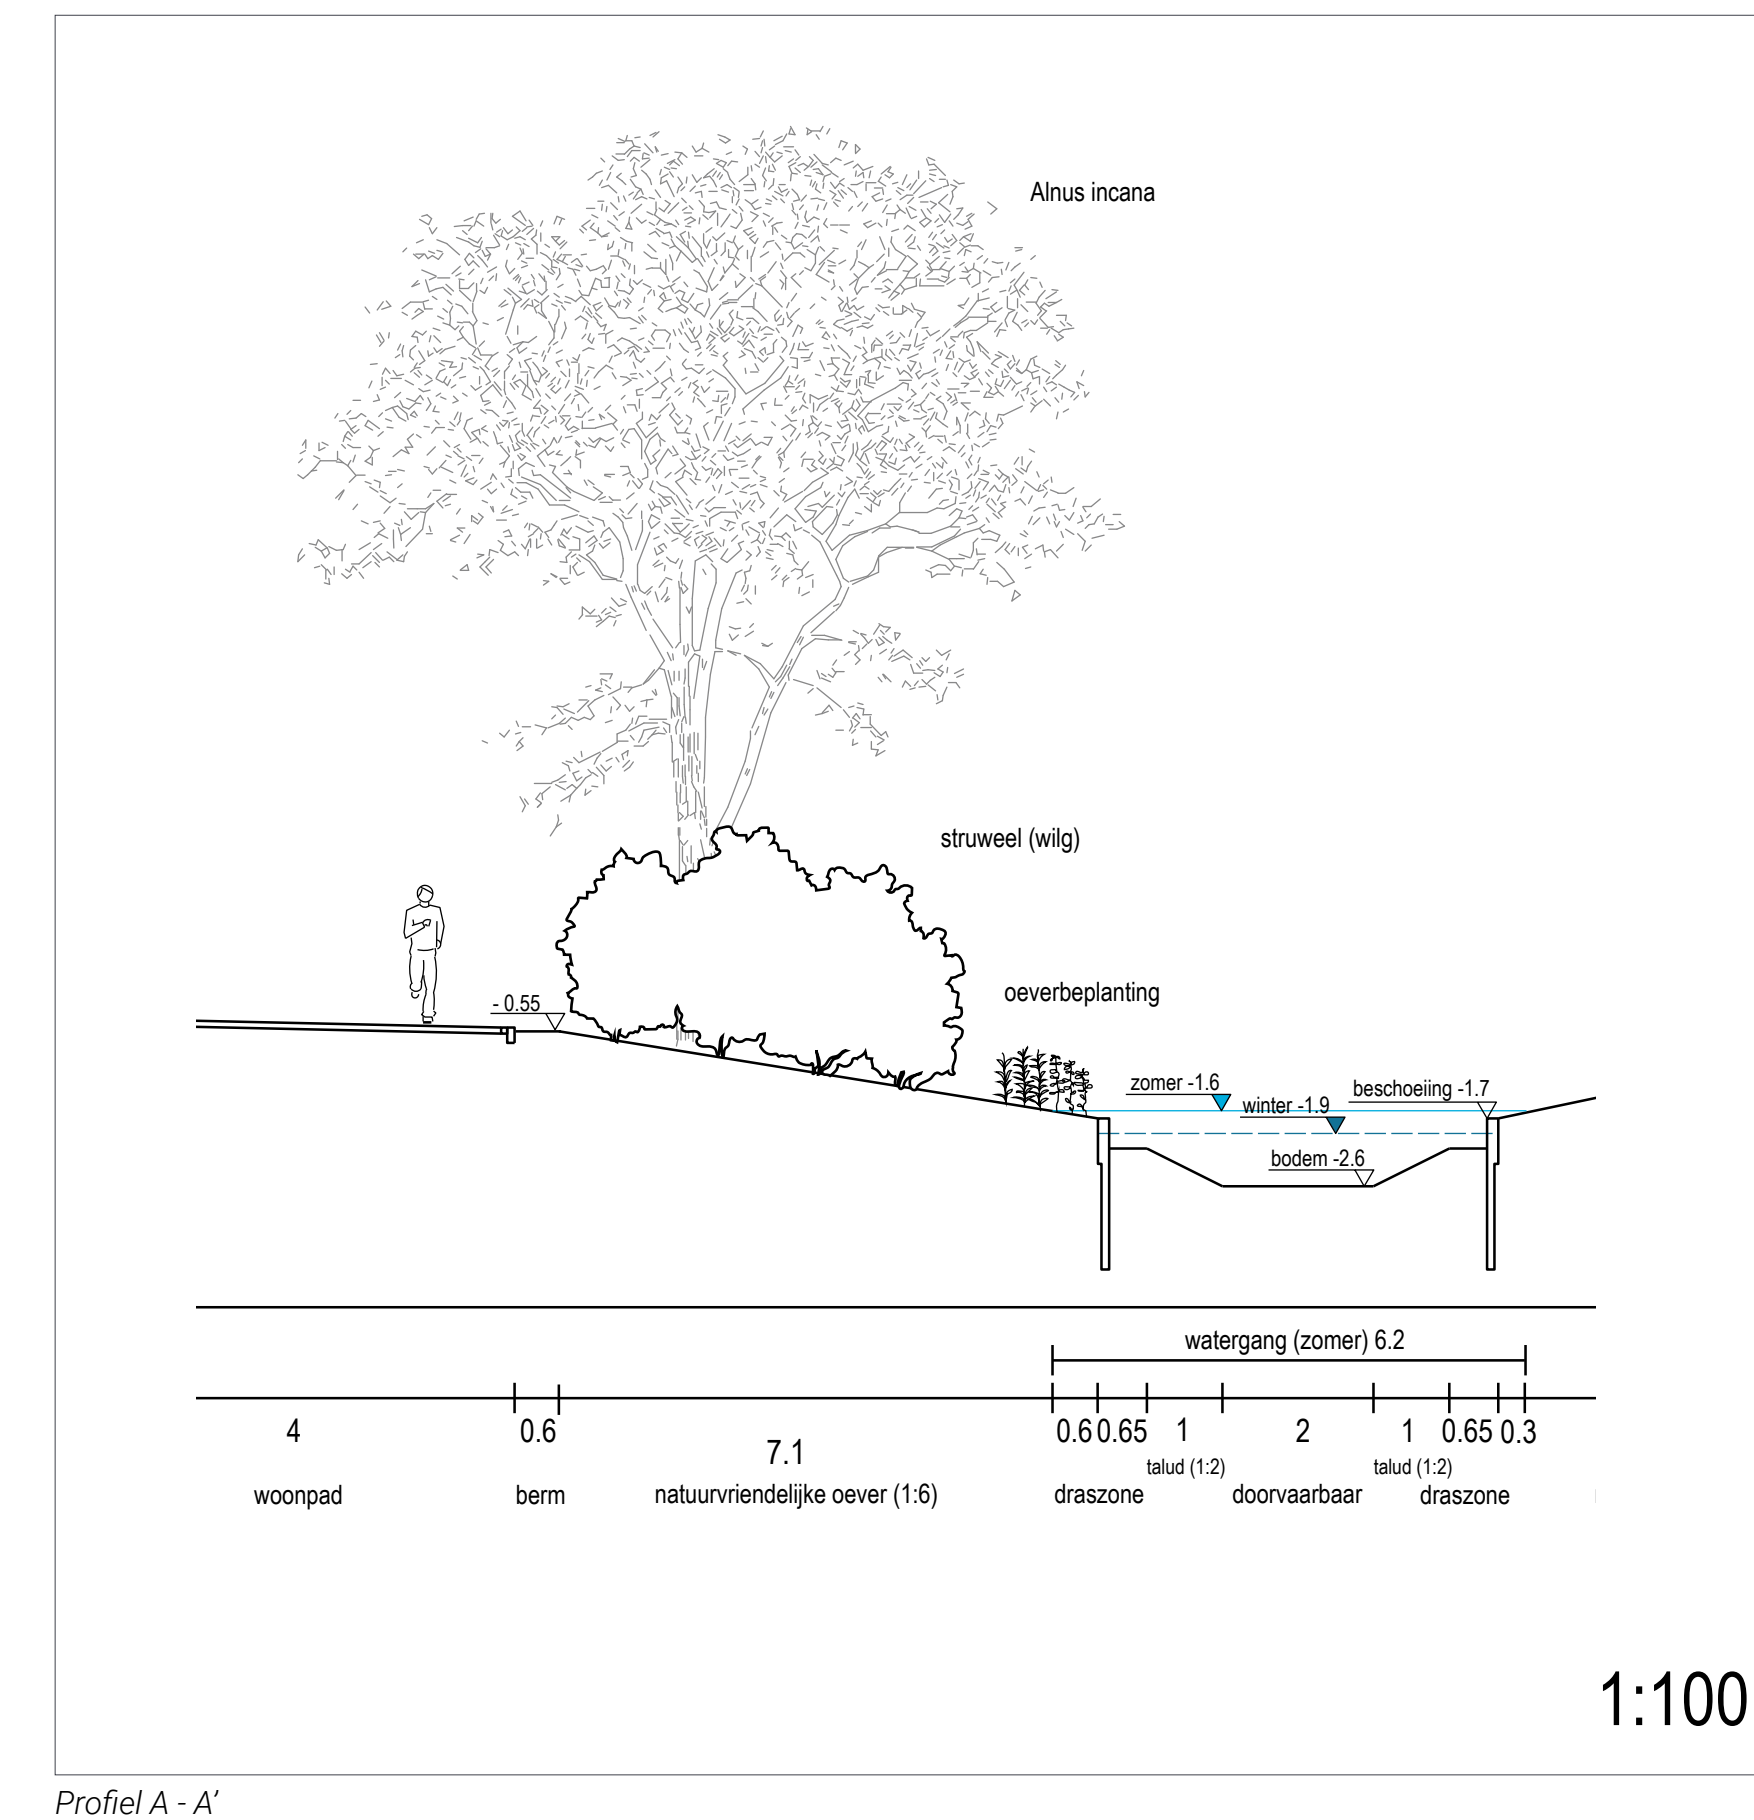 Alnus incana
struweel (wilg)
oeverbeplanting
- 0.55
zomer -1.6
beschoeiing -1.7
winter -1.9
bodem -2.6
watergang (zomer) 6.2
4 0.6 7.1 0.6 0.65 1 2 1 0.65 0.3
talud (1:2) talud (1:2)
woonpad berm natuurvriendelijke oever (1:6) draszone doorvaarbaar draszone
1:100
Profiel A - A’